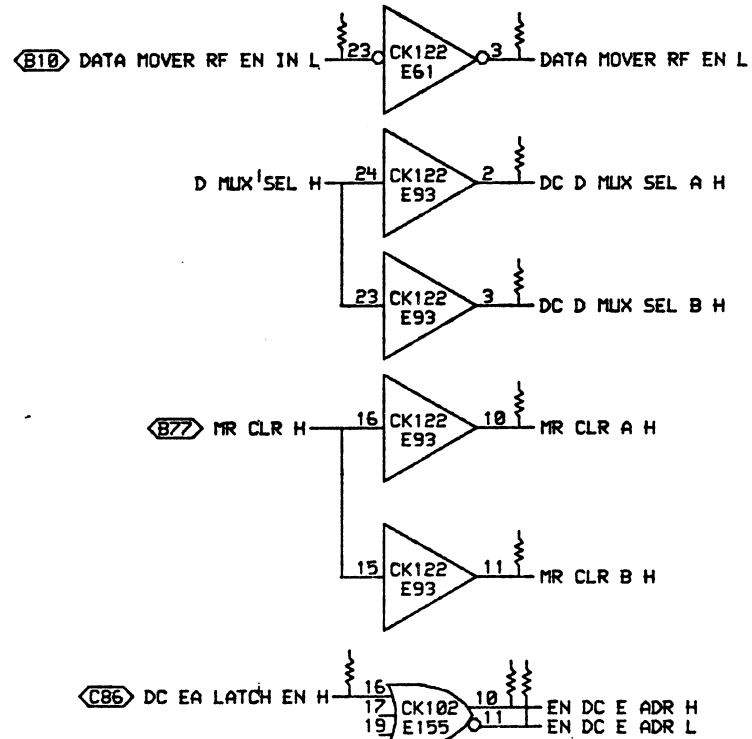 B10 DATA MOVER RF EN IN L 23 CK122 3 DATA MOVER RF EN L
E61
D MUX SEL H 24 CK122 2 DC D MUX SEL A H
E93
23 CK122 3 DC D MUX SEL B H
E93
B77 MR CLR H 16 CK122 10 MR CLR A H
E93
15 CK122 11 MR CLR B H
E93
C86 DC EA LATCH EN H 16
17 CK102 10 EN DC E ADR H
19 E155 11 EN DC E ADR L